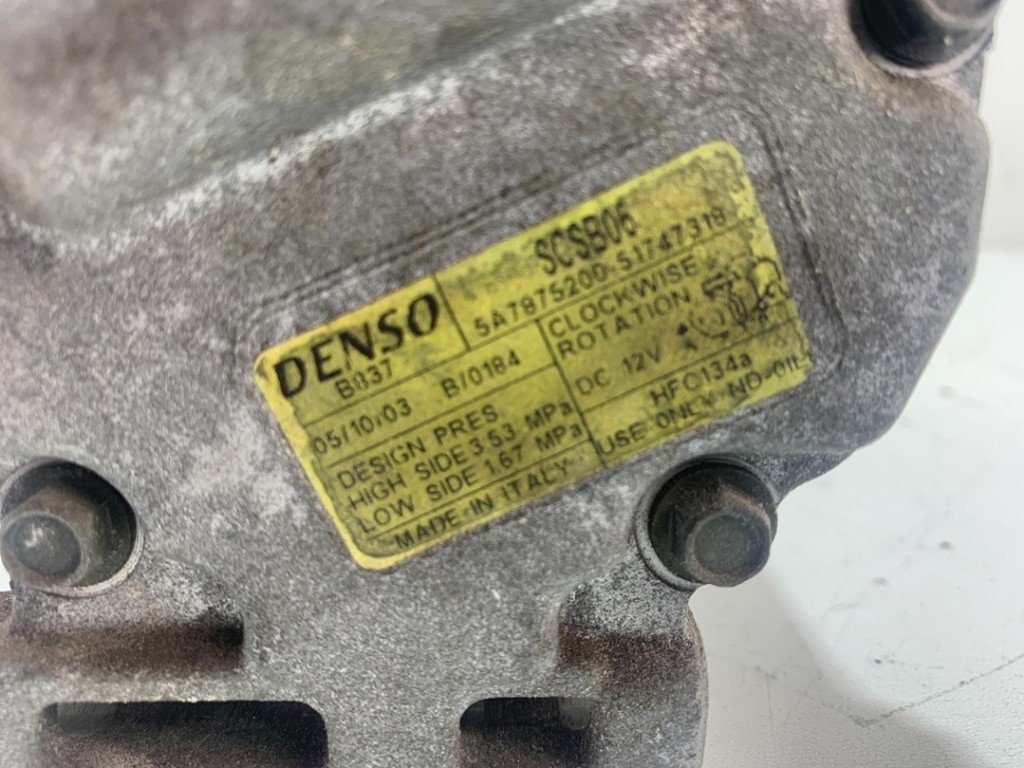 DENSO
SCSB06
5A7875200-51747318
B837
05/10/03 B/0184
CLOCKWISE
ROTATION
DESIGN PRES
HIGH SIDE 3.53 MPa
LOW SIDE 1.67 MPa
DC 12V
HFC134a
MADE IN ITALY
USE ONLY ND-OIL